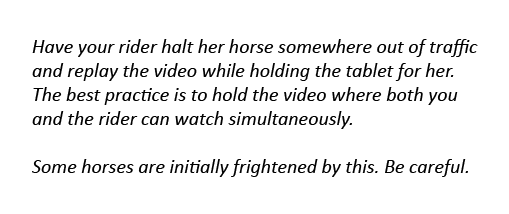 Have your rider halt her horse somewhere out of traffic
and replay the video while holding the tablet for her.
The best practice is to hold the video where both you
and the rider can watch simultaneously.
Some horses are initially frightened by this. Be careful.